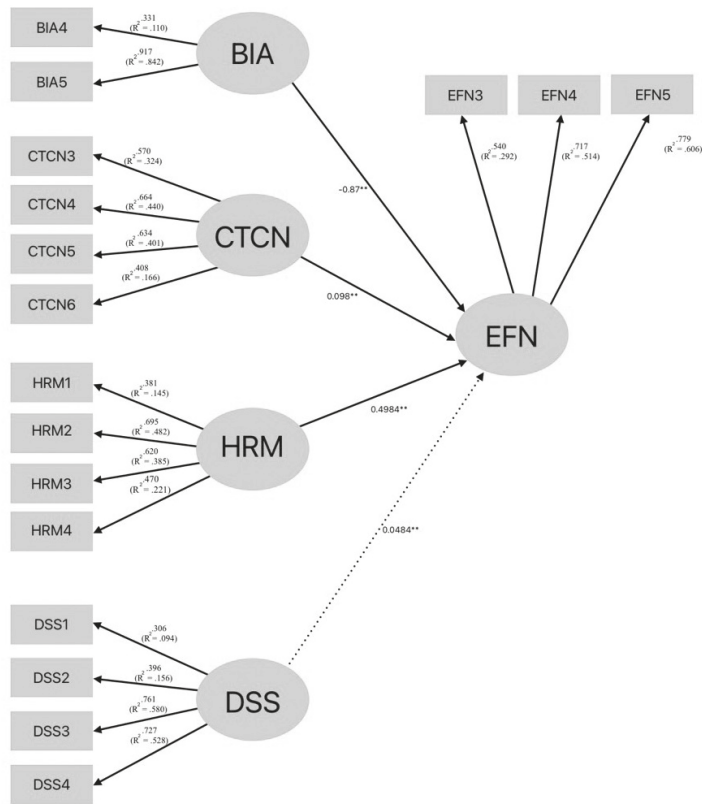 BIA4
.331
(R² = .110)
BIA5
.917
(R² = .842)
BIA
EFN3
EFN4
EFN5
.540
(R² = .292)
.717
(R² = .514)
.779
(R² = .606)
CTCN3
.570
(R² = .324)
CTCN4
.664
(R² = .440)
CTCN5
.634
(R² = .401)
CTCN6
.408
(R² = .166)
CTCN
-0.87**
0.098**
EFN
HRM1
.381
(R² = .145)
HRM2
.695
(R² = .482)
HRM3
.620
(R² = .385)
HRM4
.470
(R² = .221)
HRM
0.4984**
0.0484**
DSS1
.306
(R² = .094)
DSS2
.396
(R² = .156)
DSS3
.761
(R² = .580)
DSS4
.727
(R² = .528)
DSS